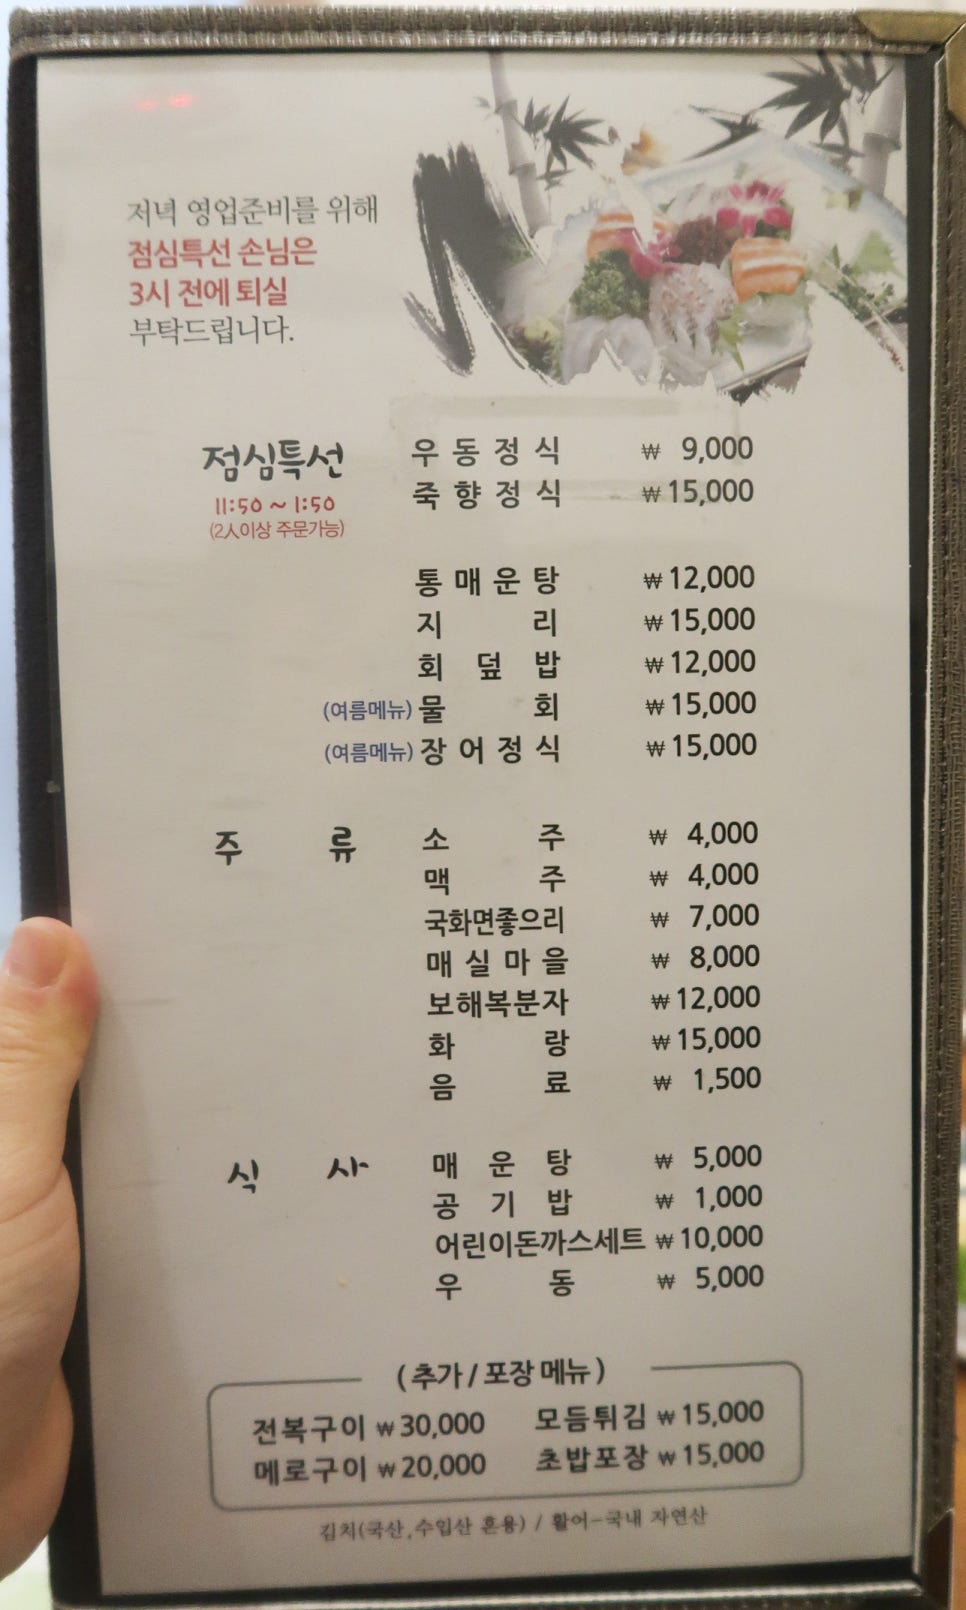 저녁 영업준비를 위해
점심특선 손님은
3시 전에 퇴실
부탁드립니다.
점심특선 우동정식 ₩ 9,000
11:50 ~ 1:50 죽향정식 ₩ 15,000
(2人이상 주문가능)
통매운탕 ₩ 12,000
지리 ₩ 15,000
회덮밥 ₩ 12,000
(여름메뉴) 물회 ₩ 15,000
(여름메뉴) 장어정식 ₩ 15,000
주류 소주 ₩ 4,000
맥주 ₩ 4,000
국화면좋으리 ₩ 7,000
매실마을 ₩ 8,000
보해복분자 ₩ 12,000
화랑 ₩ 15,000
음료 ₩ 1,500
식사 매운탕 ₩ 5,000
공기밥 ₩ 1,000
어린이돈까스세트 ₩ 10,000
우동 ₩ 5,000
( 추가 / 포장 메뉴 )
전복구이 ₩ 30,000 모듬튀김 ₩ 15,000
메로구이 ₩ 20,000 초밥포장 ₩ 15,000
김치(국산,수입산 혼용) / 활어-국내 자연산